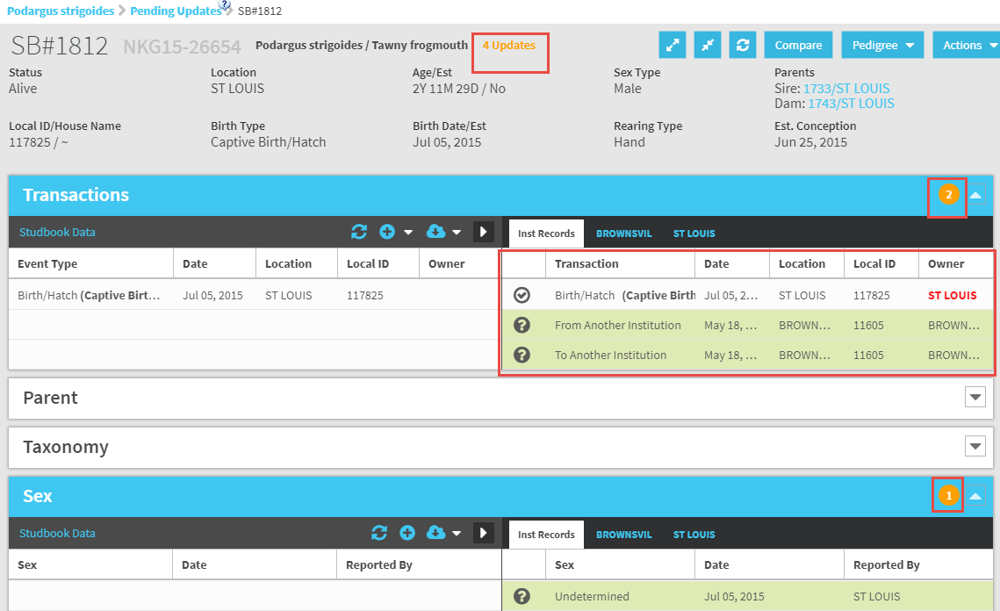 Podargus strigoides > Pending Updates ? > SB#1812
SB#1812 NKG15-26654 Podargus strigoides / Tawny frogmouth 4 Updates Compare Pedigree Actions
Status Location Age/Est Sex Type Parents
Alive ST LOUIS 2Y 11M 29D / No Male Sire: 1733/ST LOUIS
Dam: 1743/ST LOUIS
Local ID/House Name Birth Type Birth Date/Est Rearing Type Est. Conception
117825 / ~ Captive Birth/Hatch Jul 05, 2015 Hand Jun 25, 2015
Transactions 2
Studbook Data Inst Records BROWNSVIL ST LOUIS
Event Type Date Location Local ID Owner Transaction Date Location Local ID Owner
Birth/Hatch (Captive Birt... Jul 05, 2015 ST LOUIS 117825 Birth/Hatch (Captive Birth Jul 05, 2... ST LOUIS 117825 ST LOUIS
? From Another Institution May 18, ... BROWN... 11605 BROWN...
? To Another Institution May 18, ... BROWN... 11605 BROWN...
Parent
Taxonomy
Sex 1
Studbook Data Inst Records BROWNSVIL ST LOUIS
Sex Date Reported By Sex Date Reported By
? Undetermined Jul 05, 2015 ST LOUIS